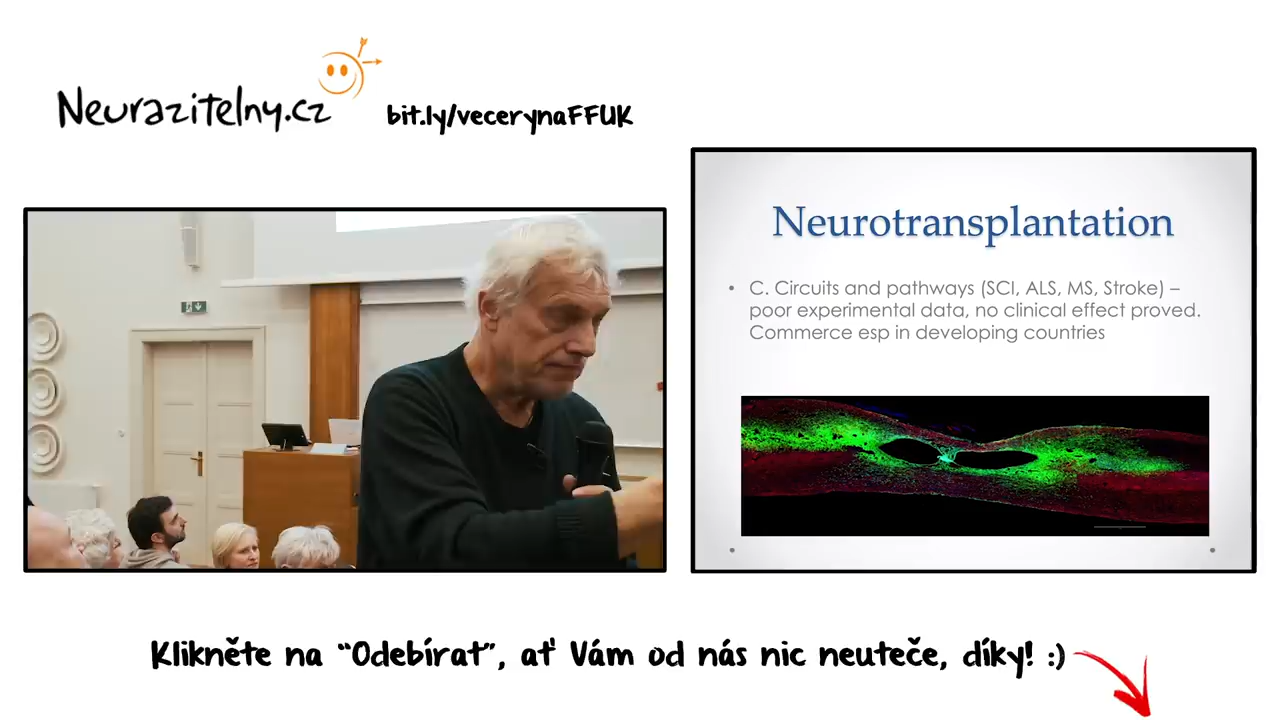 Neurazitelny.cz
bit.ly/vecerynaFFUK
Neurotransplantation
• C. Circuits and pathways (SCI, ALS, MS, Stroke) –
poor experimental data, no clinical effect proved.
Commerce esp in developing countries
Klikněte na “Odebírat”, ať Vám od nás nic neuteče, díky! :)